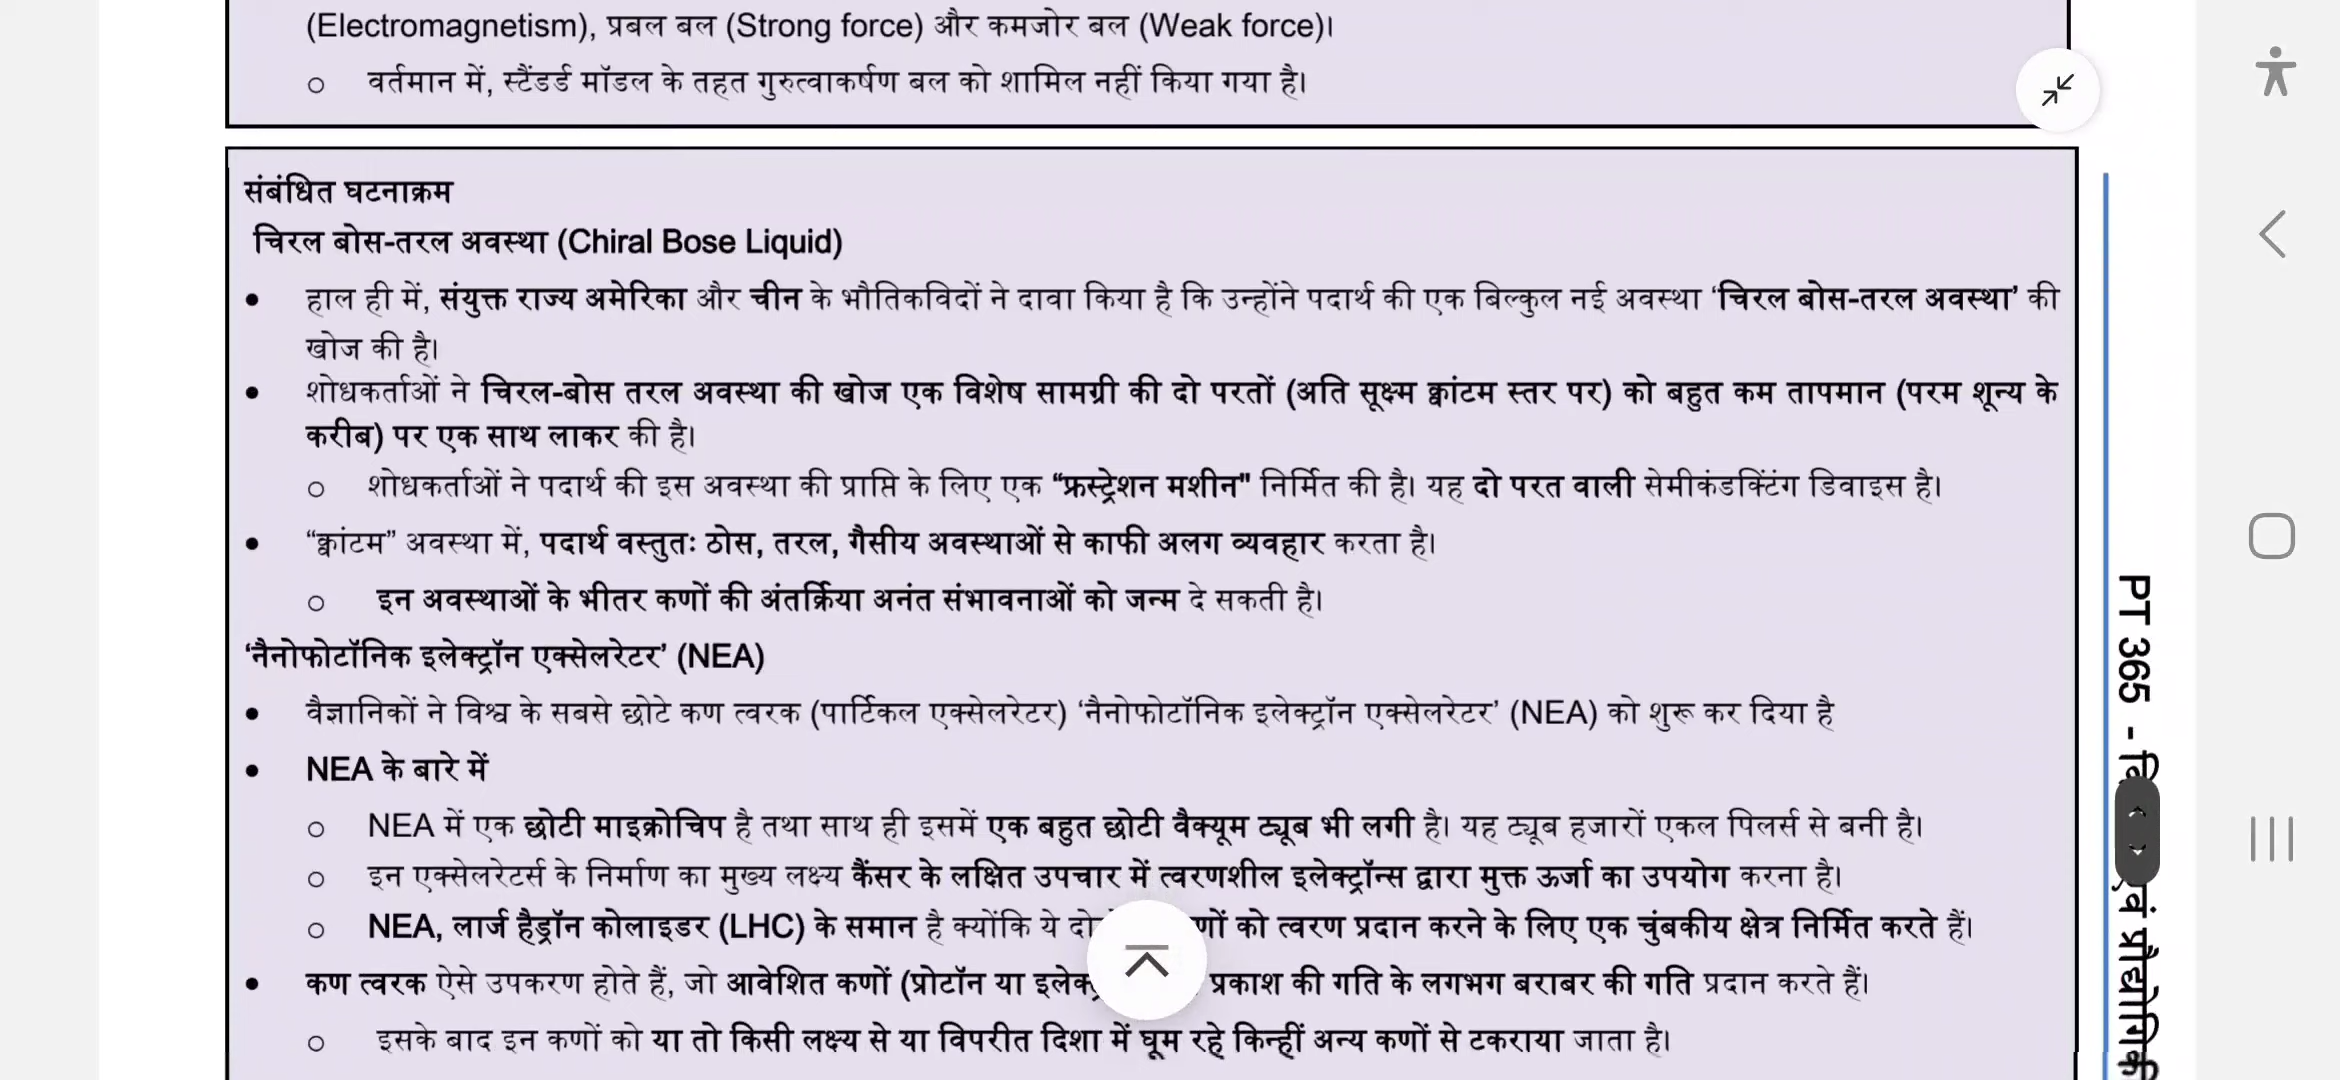 (Electromagnetism), प्रबल बल (Strong force) और कमजोर बल (Weak force)।
○ वर्तमान में, स्टैंडर्ड मॉडल के तहत गुरुत्वाकर्षण बल को शामिल नहीं किया गया है।
संबंधित घटनाक्रम
चिरल बोस-तरल अवस्था (Chiral Bose Liquid)
• हाल ही में, संयुक्त राज्य अमेरिका और चीन के भौतिकविदों ने दावा किया है कि उन्होंने पदार्थ की एक बिल्कुल नई अवस्था ‘चिरल बोस-तरल अवस्था’ की
खोज की है।
• शोधकर्ताओं ने चिरल-बोस तरल अवस्था की खोज एक विशेष सामग्री की दो परतों (अति सूक्ष्म क्वांटम स्तर पर) को बहुत कम तापमान (परम शून्य के
करीब) पर एक साथ लाकर की है।
○ शोधकर्ताओं ने पदार्थ की इस अवस्था की प्राप्ति के लिए एक “फ्रस्ट्रेशन मशीन" निर्मित की है। यह दो परत वाली सेमीकंडक्टिंग डिवाइस है।
• “क्वांटम” अवस्था में, पदार्थ वस्तुतः ठोस, तरल, गैसीय अवस्थाओं से काफी अलग व्यवहार करता है।
○ इन अवस्थाओं के भीतर कणों की अंतर्क्रिया अनंत संभावनाओं को जन्म दे सकती है।
‘नैनोफोटॉनिक इलेक्ट्रॉन एक्सेलरेटर’ (NEA)
• वैज्ञानिकों ने विश्व के सबसे छोटे कण त्वरक (पार्टिकल एक्सेलरेटर) ‘नैनोफोटॉनिक इलेक्ट्रॉन एक्सेलरेटर’ (NEA) को शुरू कर दिया है
• NEA के बारे में
○ NEA में एक छोटी माइक्रोचिप है तथा साथ ही इसमें एक बहुत छोटी वैक्यूम ट्यूब भी लगी है। यह ट्यूब हजारों एकल पिलर्स से बनी है।
○ इन एक्सेलरेटर्स के निर्माण का मुख्य लक्ष्य कैंसर के लक्षित उपचार में त्वरणशील इलेक्ट्रॉन्स द्वारा मुक्त ऊर्जा का उपयोग करना है।
○ NEA, लार्ज हैड्रॉन कोलाइडर (LHC) के समान है क्योंकि ये को त्वरण प्रदान करने के लिए एक चुंबकीय क्षेत्र निर्मित करते हैं।
• कण त्वरक ऐसे उपकरण होते हैं, जो आवेशित कणों (प्रोटॉन या प्रकाश की गति के लगभग बराबर की गति प्रदान करते हैं।
○ इसके बाद इन कणों को या तो किसी लक्ष्य से या विपरीत दिशा में घूम रहे किन्हीं अन्य कणों से टकराया जाता है।
PT 365 -